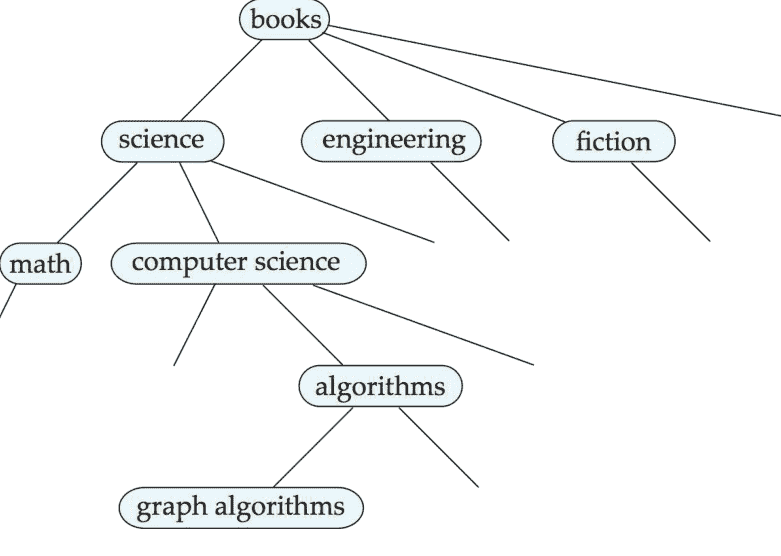 books
science
engineering
fiction
math
computer science
algorithms
graph algorithms